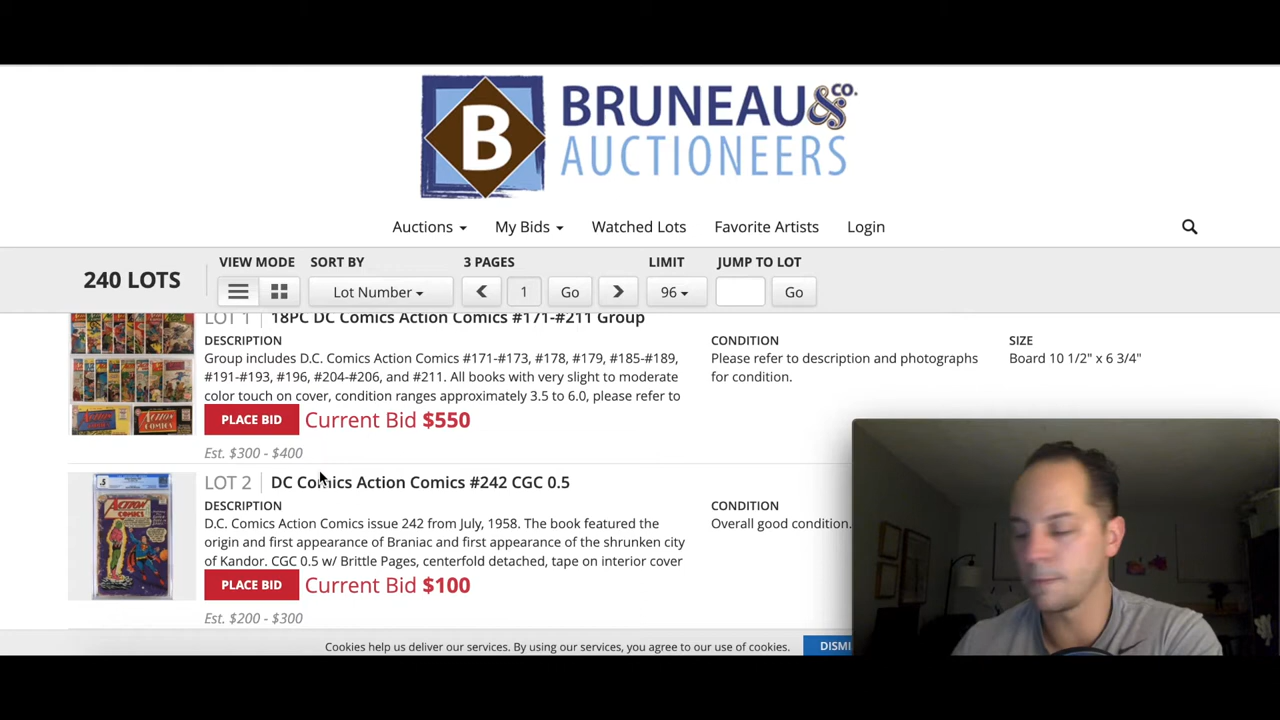 B
BRUNEAU & CO.
AUCTIONEERS
Auctions My Bids Watched Lots Favorite Artists Login
240 LOTS
VIEW MODE SORT BY 3 PAGES LIMIT JUMP TO LOT
Lot Number 1 Go 96 Go
LOT 1 18PC DC Comics Action Comics #171-#211 Group
DESCRIPTION CONDITION SIZE
Group includes D.C. Comics Action Comics #171-#173, #178, #179, #185-#189, Please refer to description and photographs Board 10 1/2" x 6 3/4"
#191-#193, #196, #204-#206, and #211. All books with very slight to moderate for condition.
color touch on cover, condition ranges approximately 3.5 to 6.0, please refer to
PLACE BID Current Bid $550
Est. $300 - $400
LOT 2 DC Comics Action Comics #242 CGC 0.5
DESCRIPTION CONDITION
D.C. Comics Action Comics issue 242 from July, 1958. The book featured the Overall good condition.
origin and first appearance of Braniac and first appearance of the shrunken city
of Kandor. CGC 0.5 w/ Brittle Pages, centerfold detached, tape on interior cover
.5
ACTION COMICS
PLACE BID Current Bid $100
Est. $200 - $300
Cookies help us deliver our services. By using our services, you agree to our use of cookies. DISMI